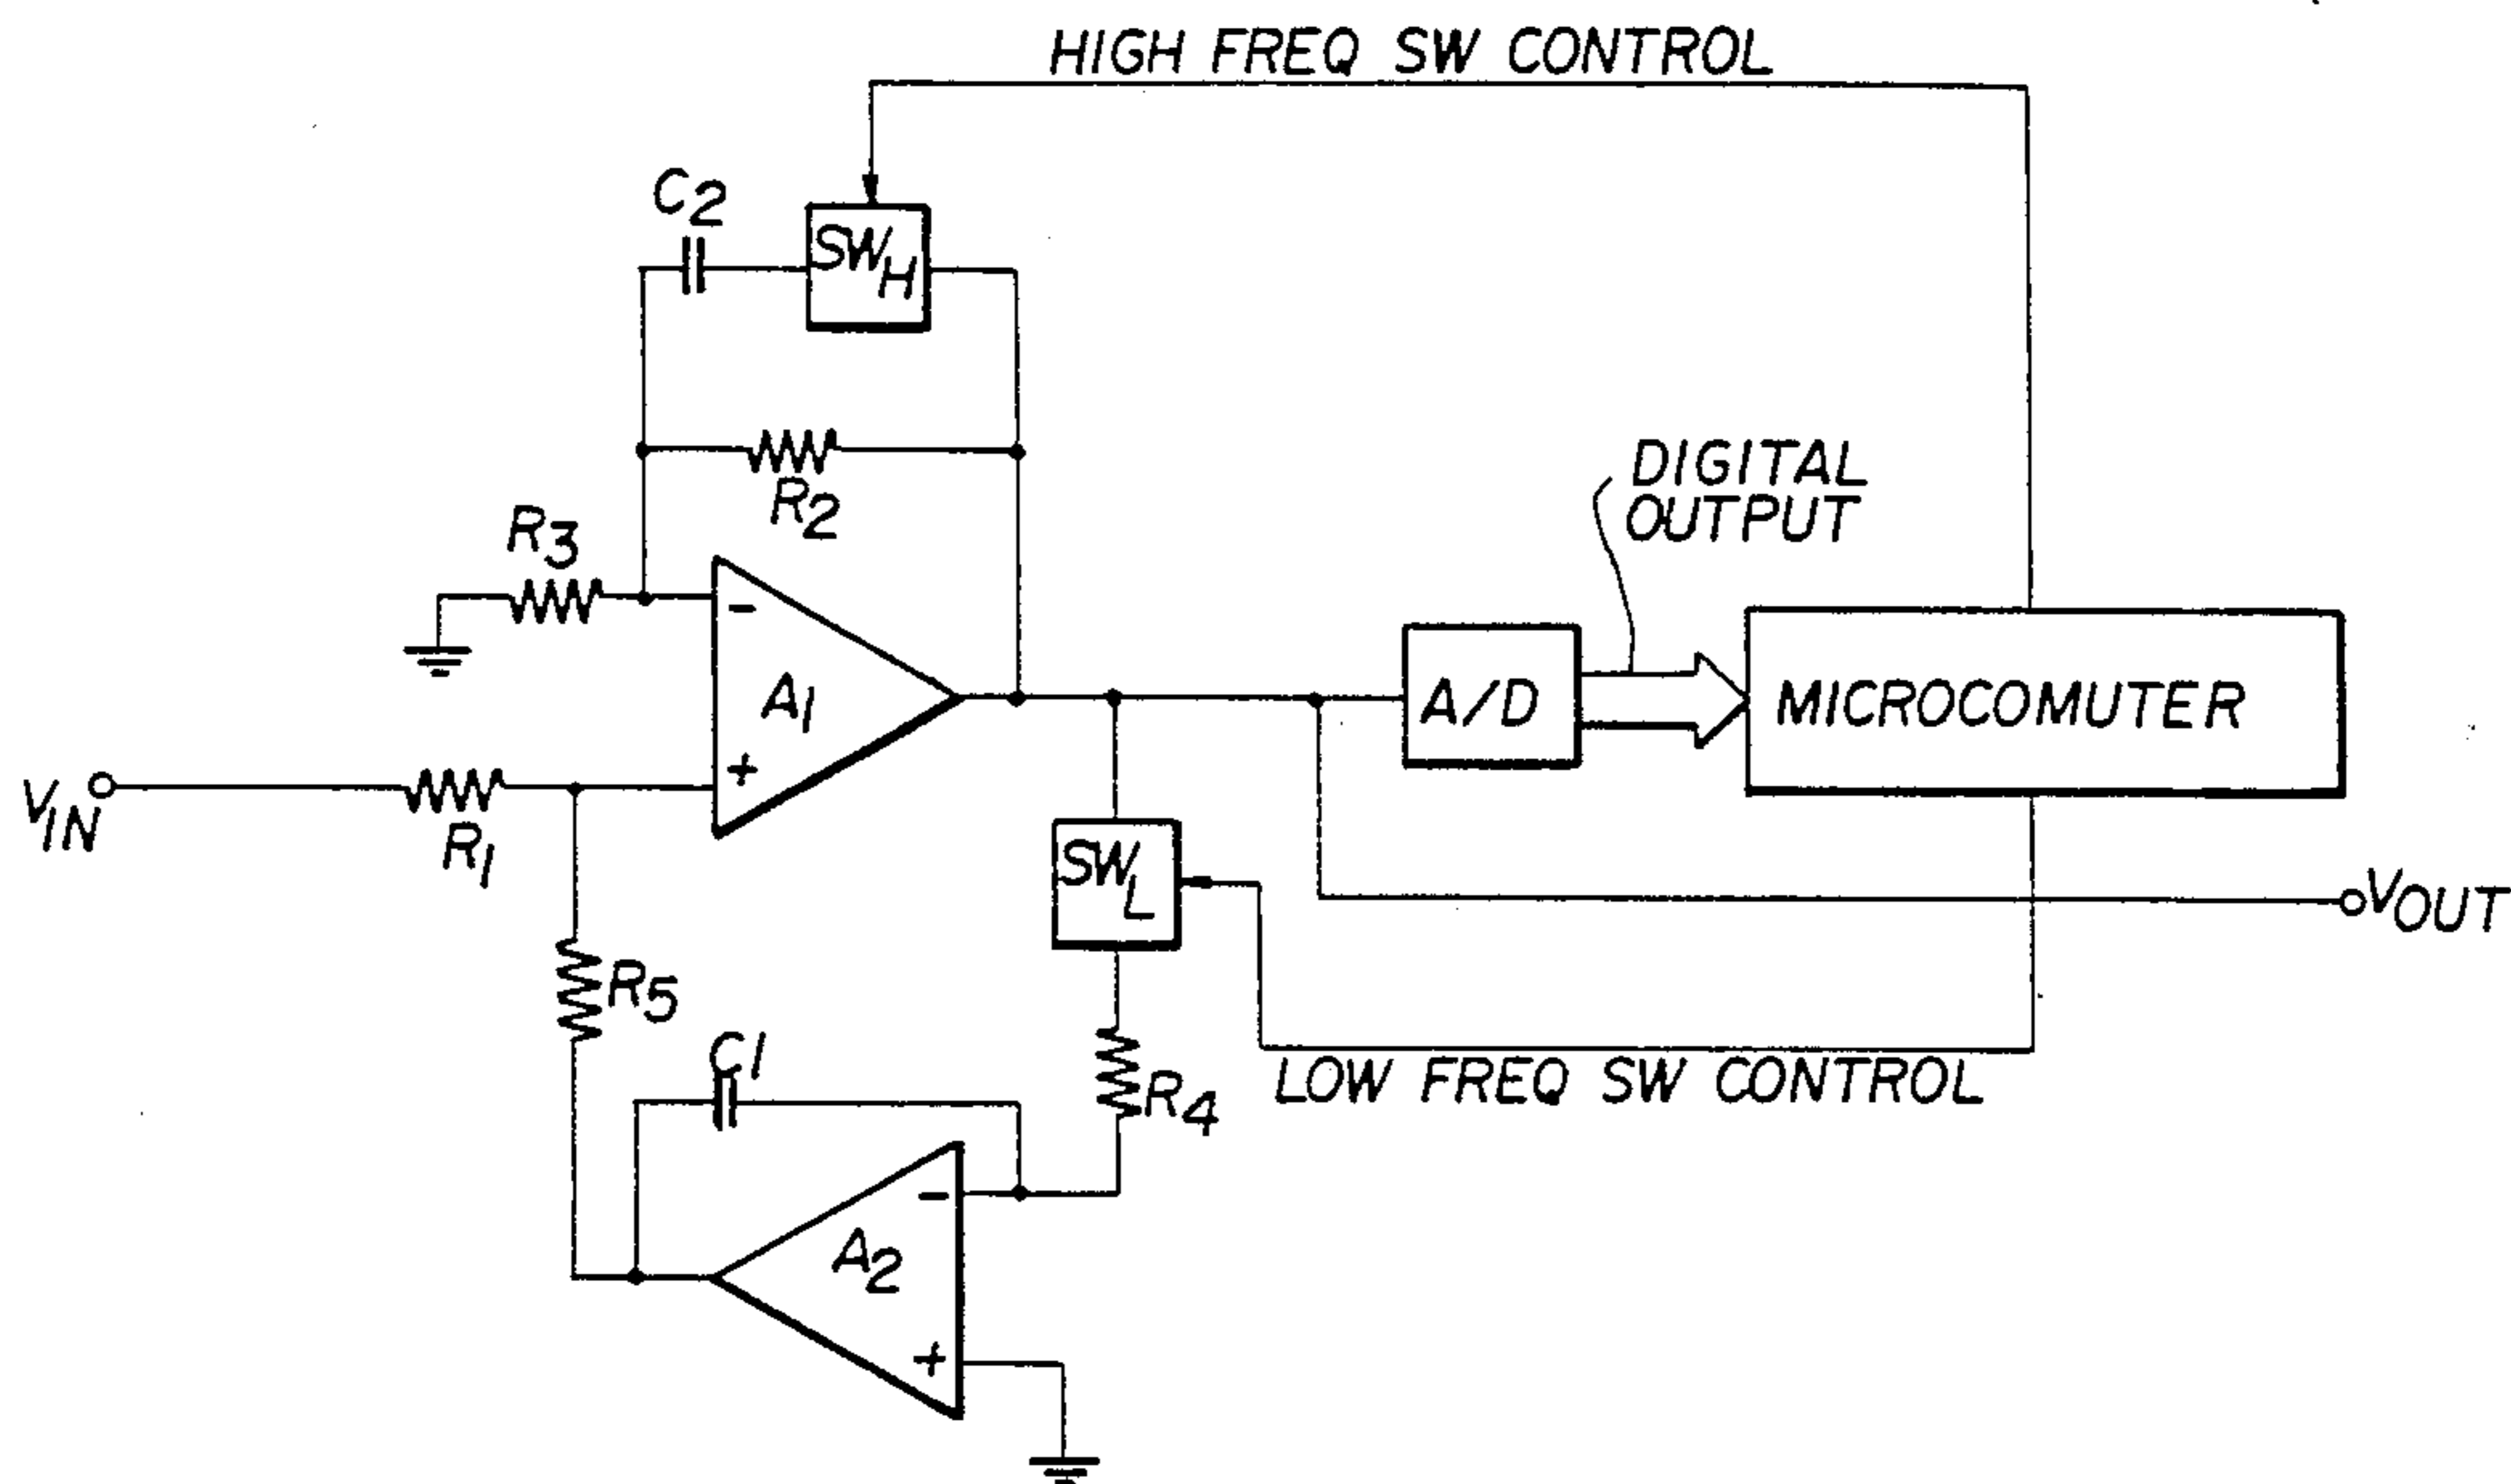 HIGH FREQ SW CONTROL
C2
SWH
R2
DIGITAL
OUTPUT
R3
-
A1
+
A/D
MICROCOMUTER
VIN
R1
SWL
VOUT
R5
C1
R4
LOW FREQ SW CONTROL
-
A2
+